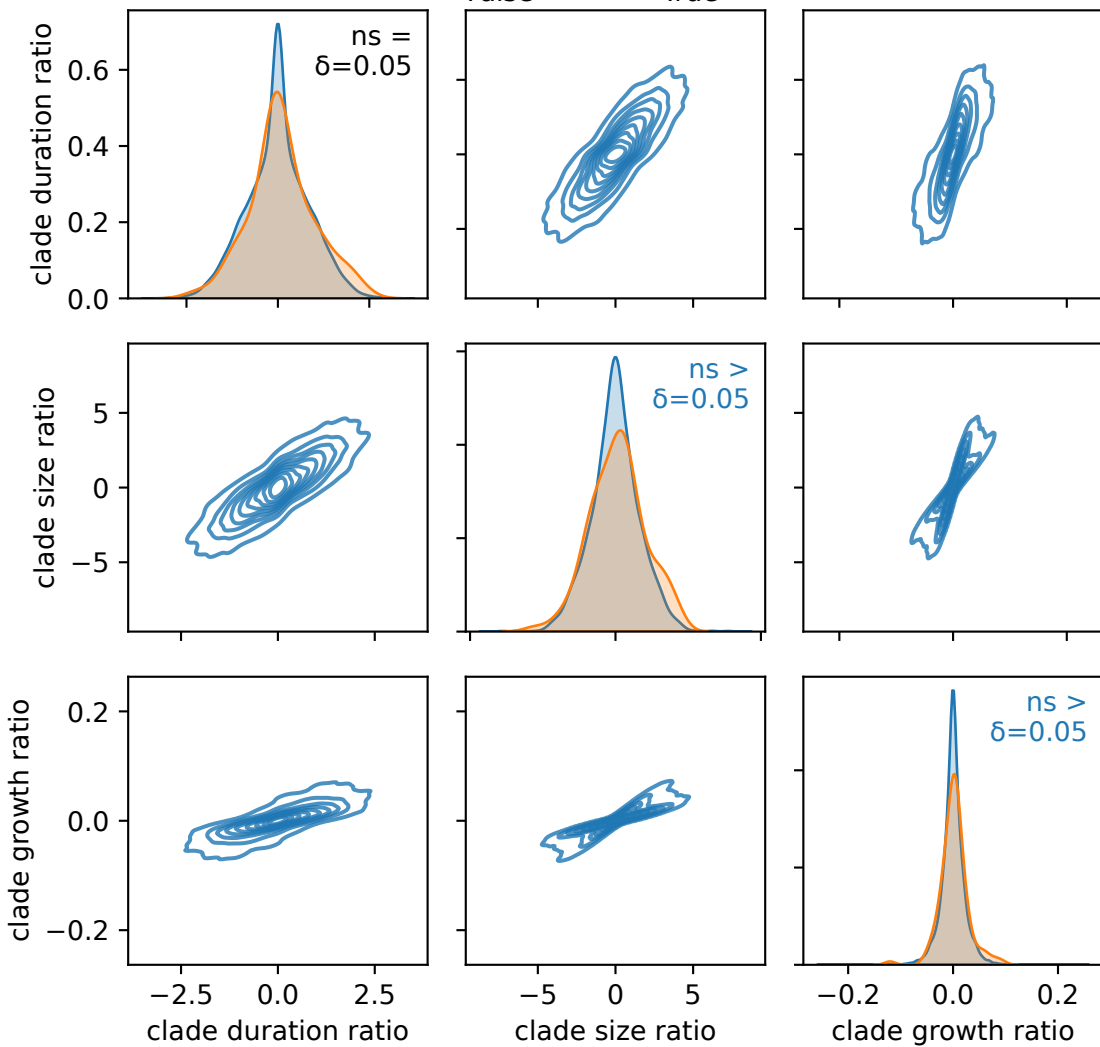 clade duration ratio
0.6
0.4
0.2
0.0
ns =
δ=0.05
clade size ratio
5
0
−5
ns >
δ=0.05
clade growth ratio
0.2
0.0
−0.2
ns >
δ=0.05
−2.5 0.0 2.5
−5 0 5
−0.2 0.0 0.2
clade duration ratio
clade size ratio
clade growth ratio